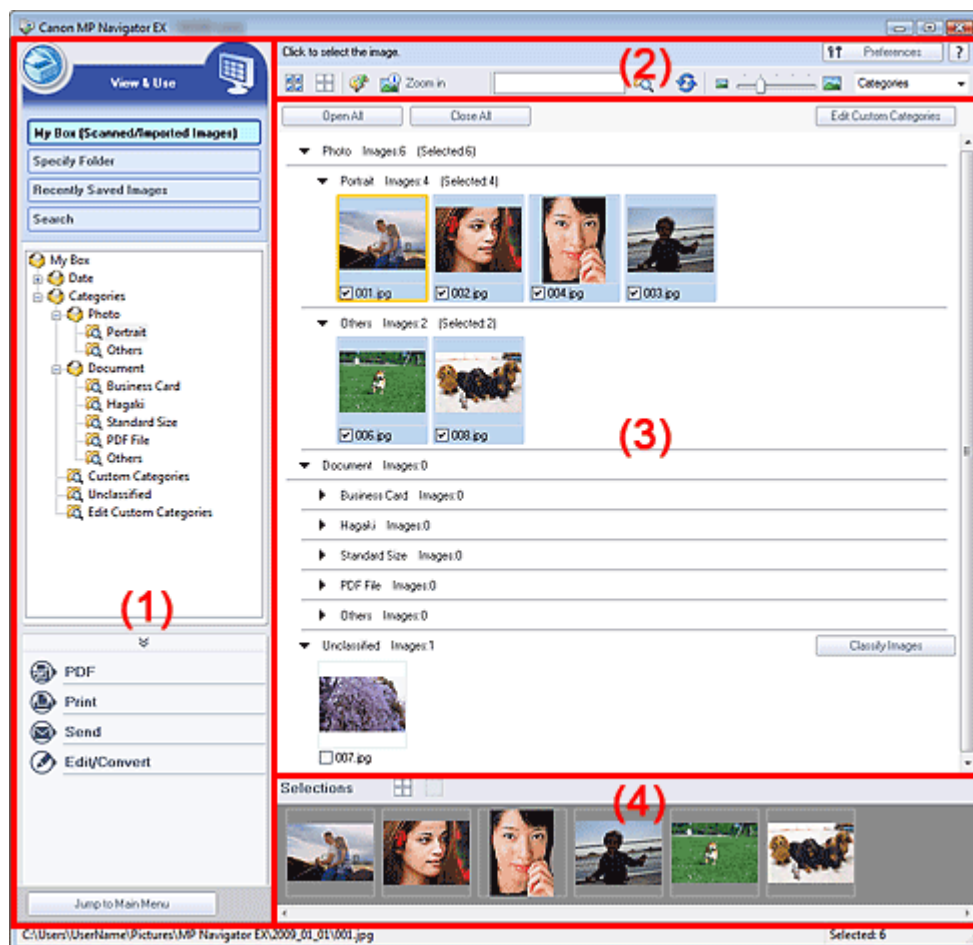 Canon MP Navigator EX
View & Use
My Box (Scanned/Imported Images)
Specify Folder
Recently Saved Images
Search
My Box
Date
Categories
Photo
Portrait
Others
Document
Business Card
Hagaki
Standard Size
PDF File
Others
Custom Categories
Unclassified
Edit Custom Categories
(1)
PDF
Print
Send
Edit/Convert
Jump to Main Menu
Click to select the image.
(2)
Preferences
?
Zoom in
Categories
Open All
Close All
Edit Custom Categories
Photo Images:6 (Selected:6)
Portrait Images:4 (Selected:4)
001.jpg
002.jpg
004.jpg
003.jpg
Others Images:2 (Selected:2)
006.jpg
008.jpg
(3)
Document Images:0
Business Card Images:0
Hagaki Images:0
Standard Size Images:0
PDF File Images:0
Others Images:0
Unclassified Images:1
Classify Images
007.jpg
Selections
(4)
C:\Users\UserName\Pictures\MP Navigator EX\2009_01_01\001.jpg
Selected: 6